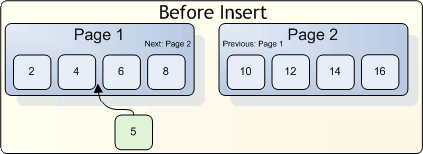 Before Insert
Page 1
Next: Page 2
2 4 6 8
Page 2
Previous: Page 1
10 12 14 16
5